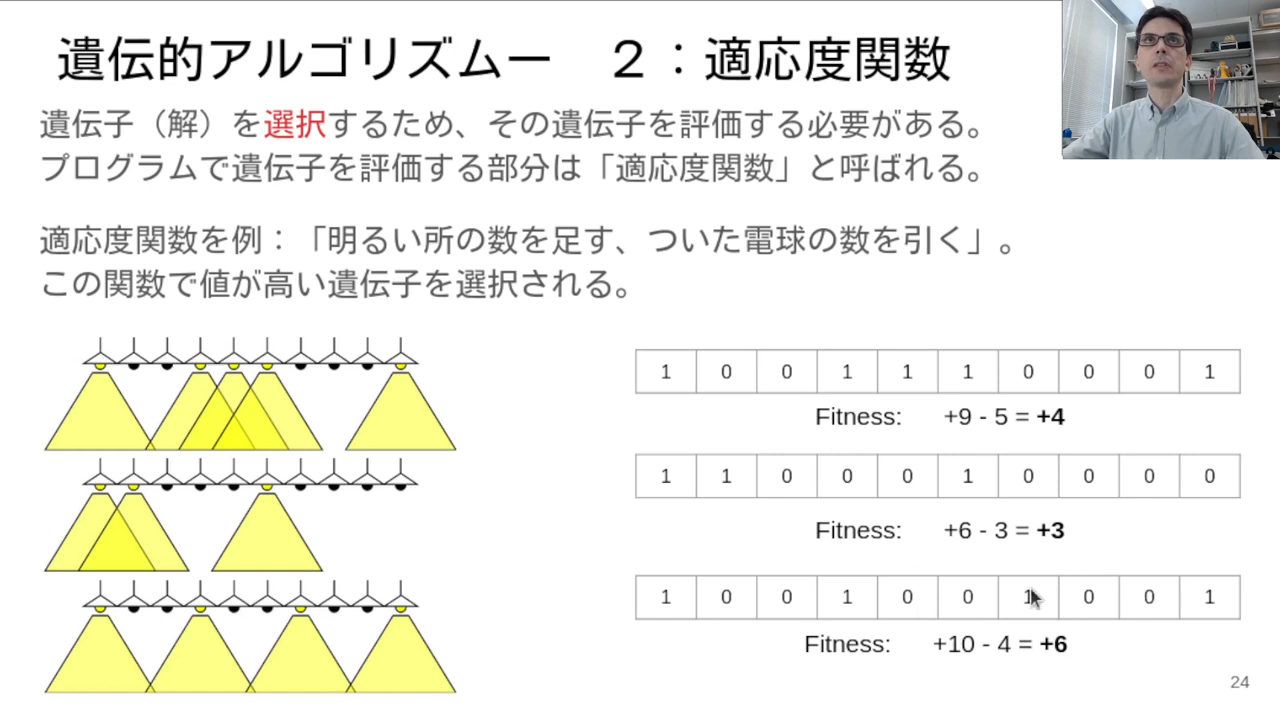 遺伝的アルゴリズムー　２：適応度関数
遺伝子（解）を選択するため、その遺伝子を評価する必要がある。
プログラムで遺伝子を評価する部分は「適応度関数」と呼ばれる。
適応度関数を例：「明るい所の数を足す、ついた電球の数を引く」。
この関数で値が高い遺伝子を選択される。
1 0 0 1 1 1 0 0 0 1
Fitness: +9 - 5 = +4
1 1 0 0 0 1 0 0 0 0
Fitness: +6 - 3 = +3
1 0 0 1 0 0 1 0 0 1
Fitness: +10 - 4 = +6
24